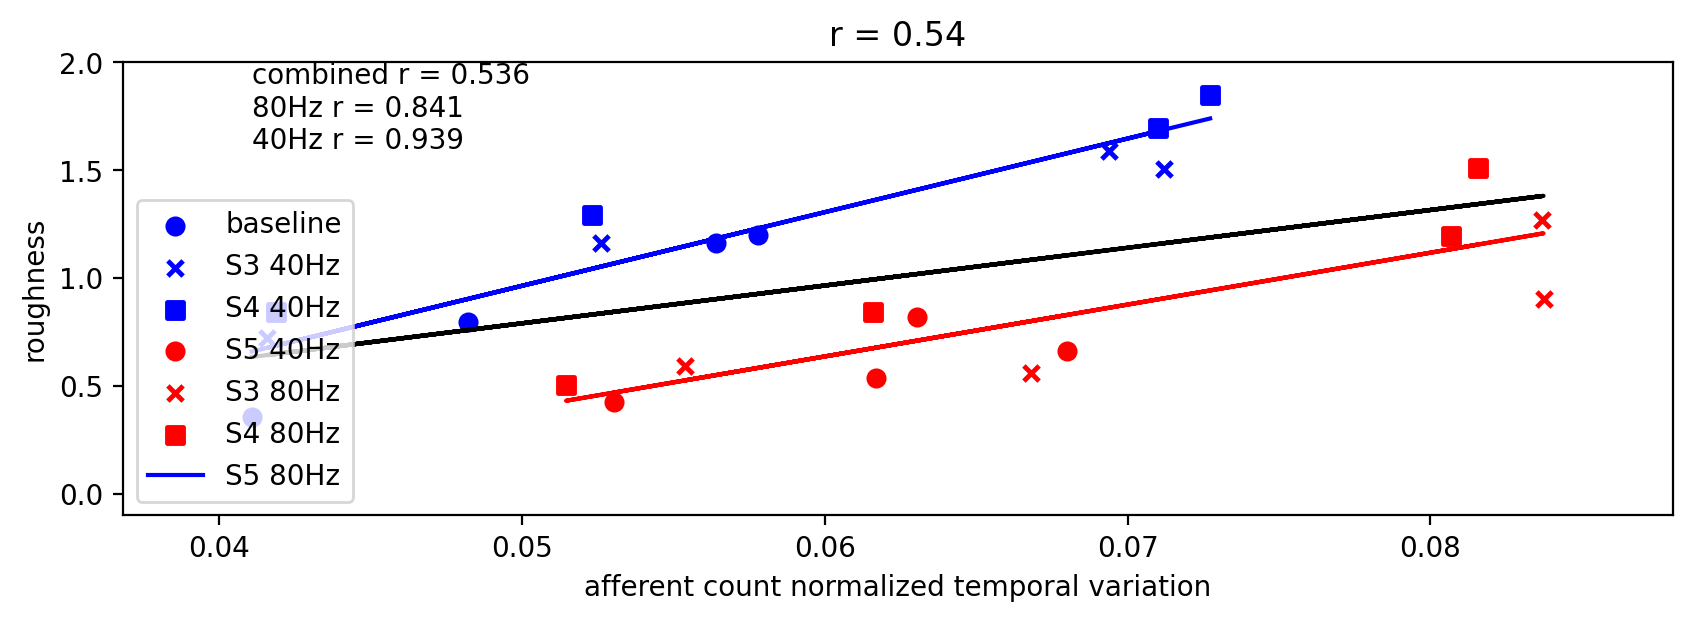 r = 0.54
combined r = 0.536
80Hz r = 0.841
40Hz r = 0.939
baseline
S3 40Hz
S4 40Hz
S5 40Hz
S3 80Hz
S4 80Hz
S5 80Hz
roughness
2.0
1.5
1.0
0.5
0.0
0.04 0.05 0.06 0.07 0.08
afferent count normalized temporal variation